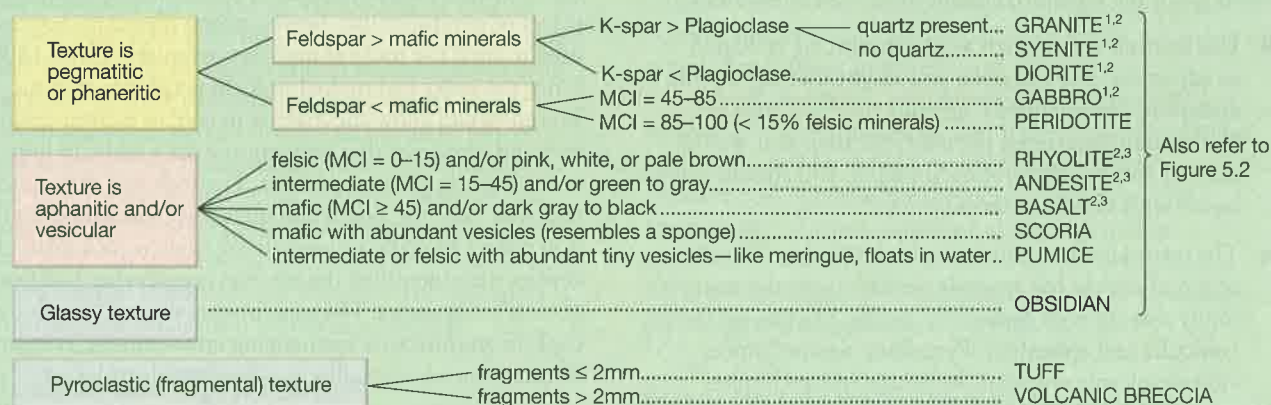 Texture is
pegmatitic
or phaneritic
Feldspar > mafic minerals
K-spar > Plagioclase
quartz present... GRANITE1,2
no quartz......... SYENITE1,2
K-spar < Plagioclase.................................... DIORITE1,2
Feldspar < mafic minerals
MCI = 45–85 ................................................ GABBRO1,2
MCI = 85–100 (< 15% felsic minerals) .......... PERIDOTITE
Texture is
aphanitic and/or
vesicular
felsic (MCI = 0–15) and/or pink, white, or pale brown.............................................. RHYOLITE2,3
intermediate (MCI = 15–45) and/or green to gray................................................... ANDESITE2,3
mafic (MCI ≥ 45) and/or dark gray to black........................................................... BASALT2,3
mafic with abundant vesicles (resembles a sponge) .............................................. SCORIA
intermediate or felsic with abundant tiny vesicles—like meringue, floats in water.. PUMICE
Also refer to
Figure 5.2
Glassy texture
OBSIDIAN
Pyroclastic (fragmental) texture
fragments ≤ 2mm................................................ TUFF
fragments > 2mm................................................ VOLCANIC BRECCIA